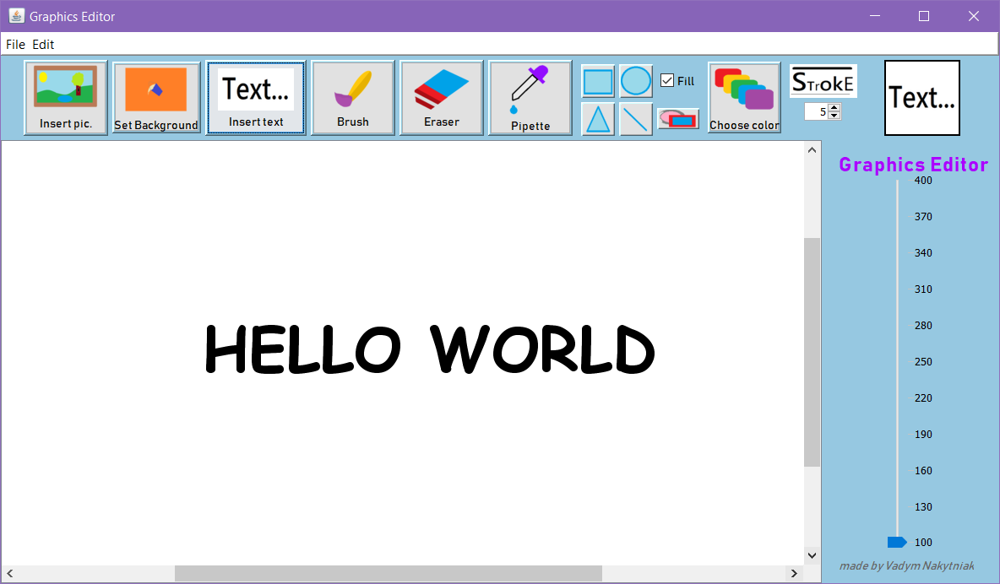 Graphics Editor
File Edit
Text...
Insert pic.
Set Background
Insert text
Brush
Eraser
Pipette
Fill
Choose color
STrOKE
5
Text...
Graphics Editor
400
370
340
310
280
250
220
190
160
130
100
HELLO WORLD
made by Vadym Nakytniak